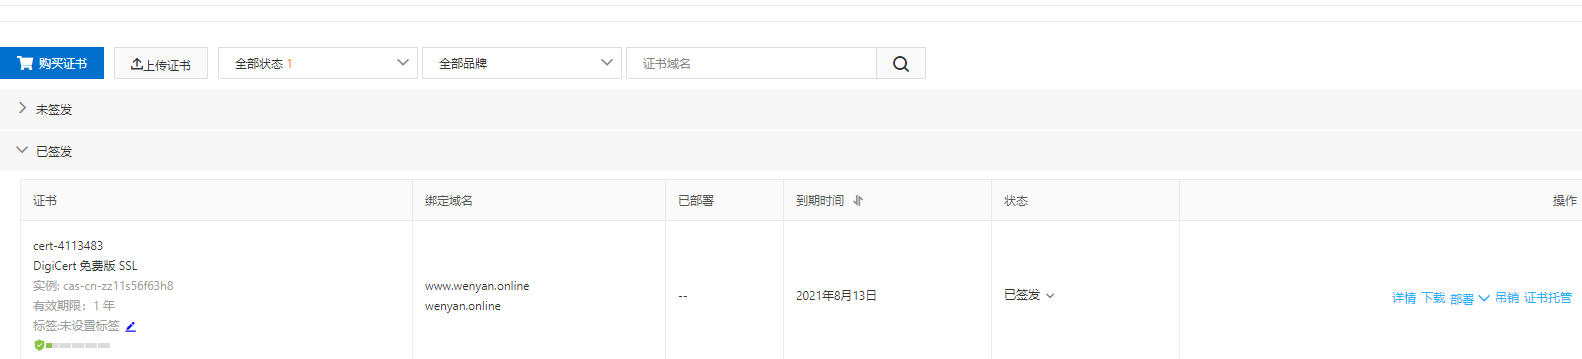 购买证书 上传证书 全部状态 1 全部品牌 证书域名
未签发
已签发
证书 绑定域名 已部署 到期时间 状态 操作
cert-4113483
DigiCert 免费版 SSL
实例: cas-cn-zz11s56f63h8
有效期限：1 年
标签:未设置标签
www.wenyan.online
wenyan.online
--
2021年8月13日
已签发
详情 下载 部署 吊销 证书托管